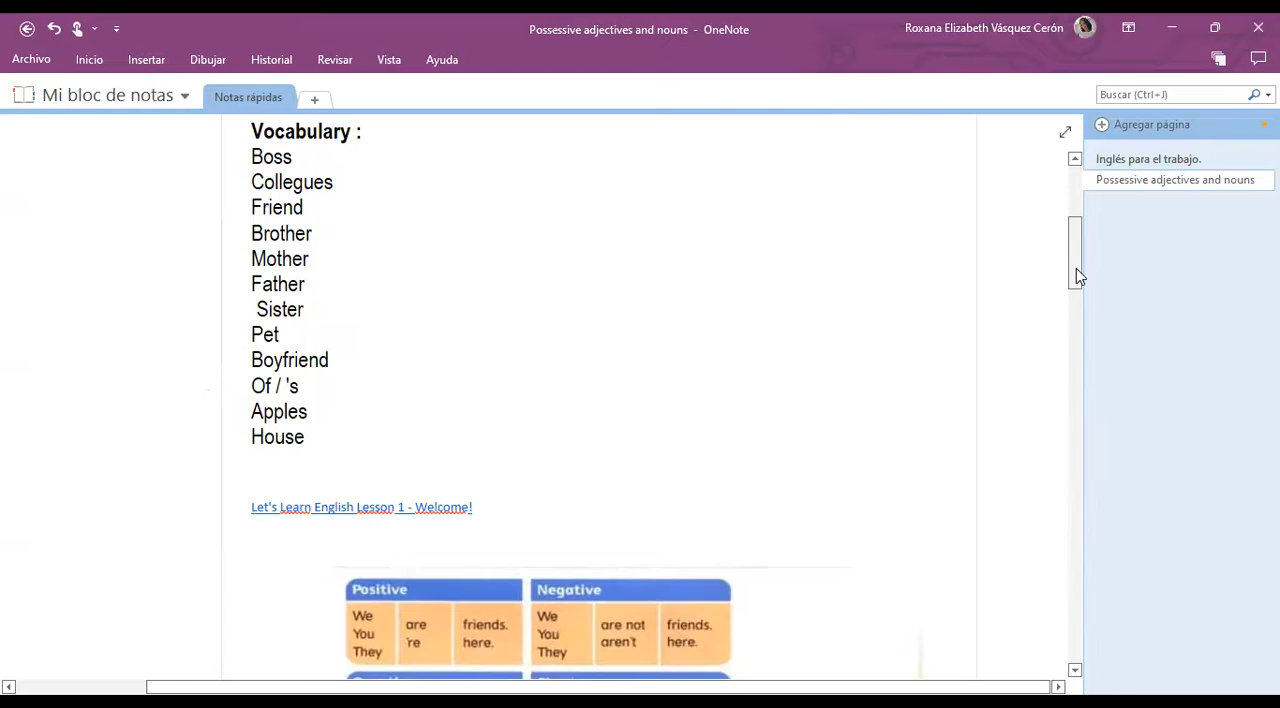 Possessive adjectives and nouns - OneNote
Roxana Elizabeth Vásquez Cerón
Archivo Inicio Insertar Dibujar Historial Revisar Vista Ayuda
Mi bloc de notas Notas rápidas
Buscar (Ctrl+J)
Agregar página
Inglés para el trabajo.
Possessive adjectives and nouns
Vocabulary :
Boss
Collegues
Friend
Brother
Mother
Father
Sister
Pet
Boyfriend
Of / 's
Apples
House
Let's Learn English Lesson 1 - Welcome!
Positive Negative
We We
are friends. are not friends.
You You
're here. aren't here.
They They